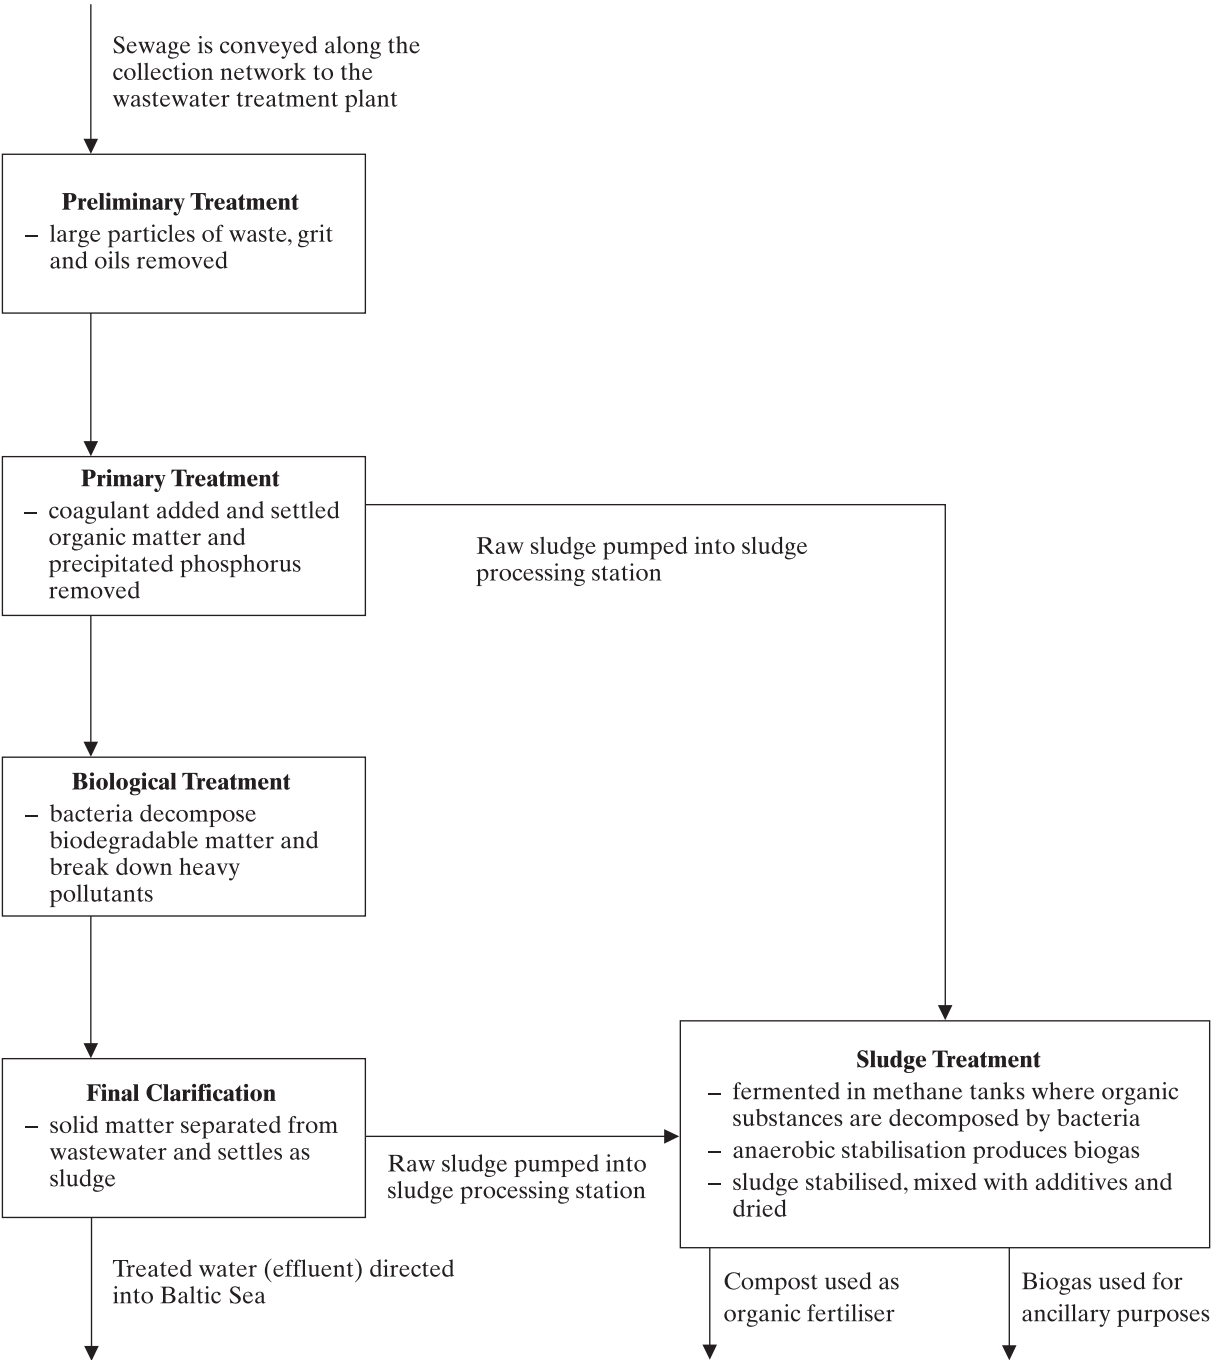 Sewage is conveyed along the
collection network to the
wastewater treatment plant
Preliminary Treatment
– large particles of waste, grit
and oils removed
Primary Treatment
– coagulant added and settled
organic matter and
precipitated phosphorus
removed
Raw sludge pumped into sludge
processing station
Biological Treatment
– bacteria decompose
biodegradable matter and
break down heavy
pollutants
Final Clarification
– solid matter separated from
wastewater and settles as
sludge
Raw sludge pumped into
sludge processing station
Sludge Treatment
– fermented in methane tanks where organic
substances are decomposed by bacteria
– anaerobic stabilisation produces biogas
– sludge stabilised, mixed with additives and
dried
Treated water (effluent) directed
into Baltic Sea
Compost used as
organic fertiliser
Biogas used for
ancillary purposes